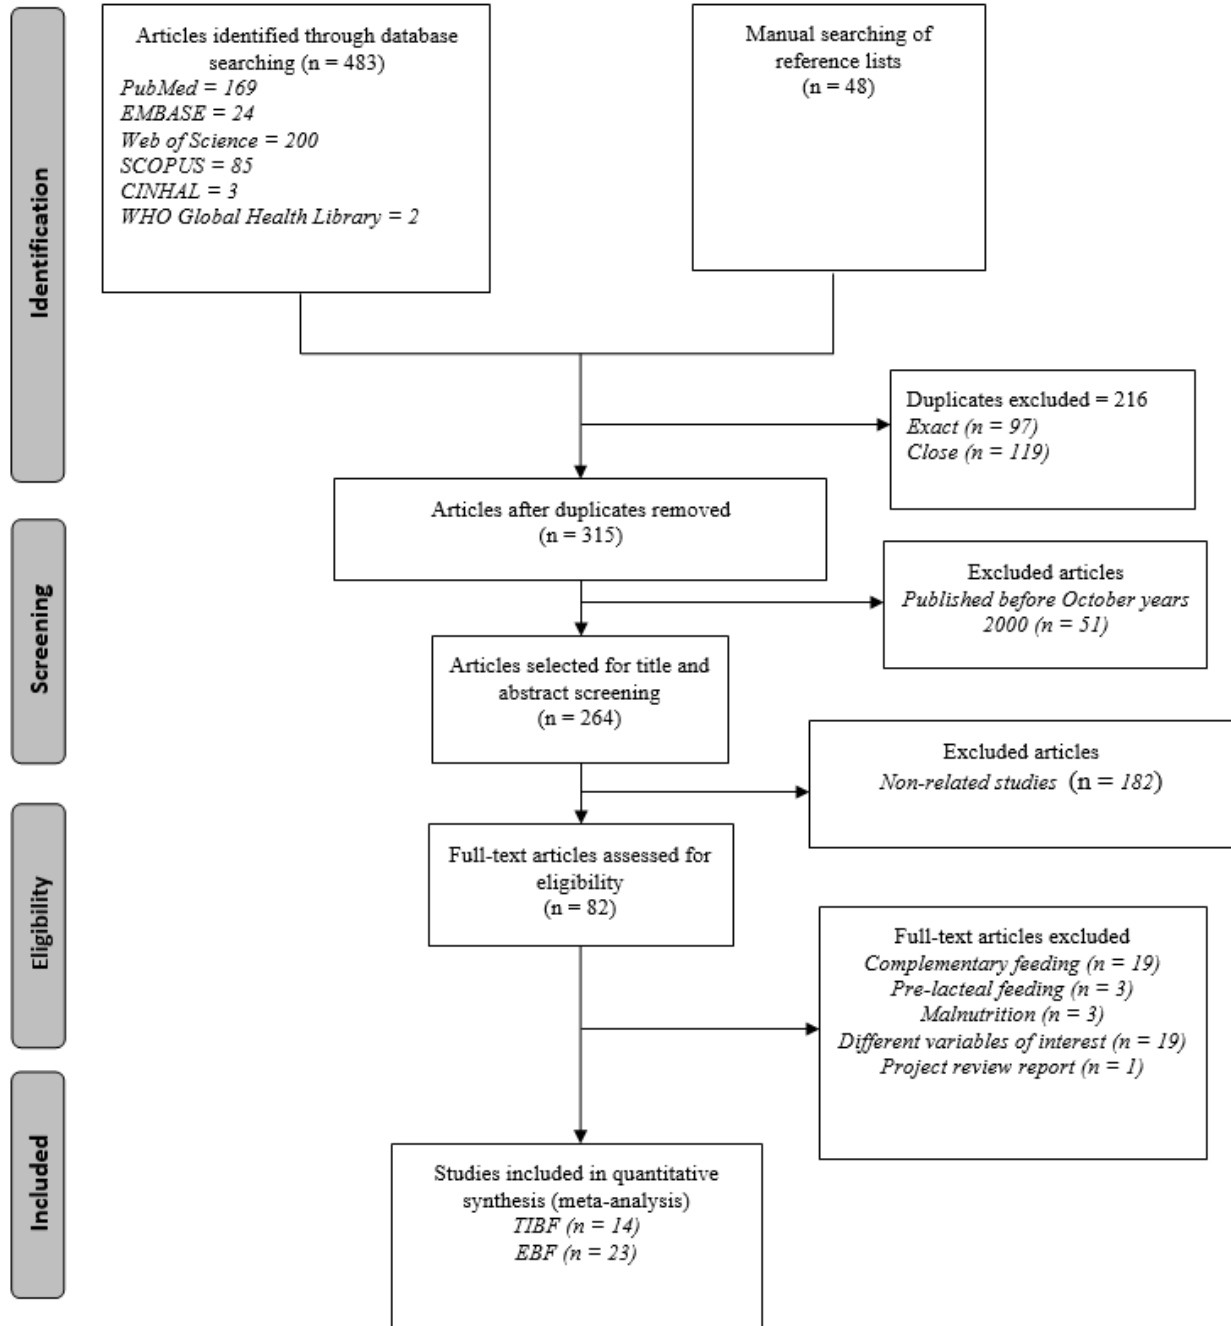 Identification
Articles identified through database
searching (n = 483)
PubMed = 169
EMBASE = 24
Web of Science = 200
SCOPUS = 85
CINHAL = 3
WHO Global Health Library = 2
Manual searching of
reference lists
(n = 48)
Duplicates excluded = 216
Exact (n = 97)
Close (n = 119)
Articles after duplicates removed
(n = 315)
Screening
Excluded articles
Published before October years
2000 (n = 51)
Articles selected for title and
abstract screening
(n = 264)
Excluded articles
Non-related studies (n = 182)
Eligibility
Full-text articles assessed for
eligibility
(n = 82)
Full-text articles excluded
Complementary feeding (n = 19)
Pre-lacteal feeding (n = 3)
Malnutrition (n = 3)
Different variables of interest (n = 19)
Project review report (n = 1)
Included
Studies included in quantitative
synthesis (meta-analysis)
TIBF (n = 14)
EBF (n = 23)